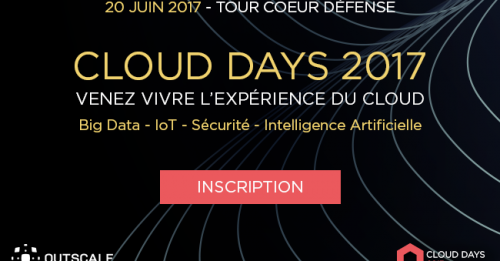 20 JUIN 2017 - TOUR COEUR DÉFENSE
CLOUD DAYS 2017
VENEZ VIVRE L'EXPÉRIENCE DU CLOUD
Big Data - IoT - Sécurité - Intelligence Artificielle
INSCRIPTION
OUTSCALE
CLOUD DAYS